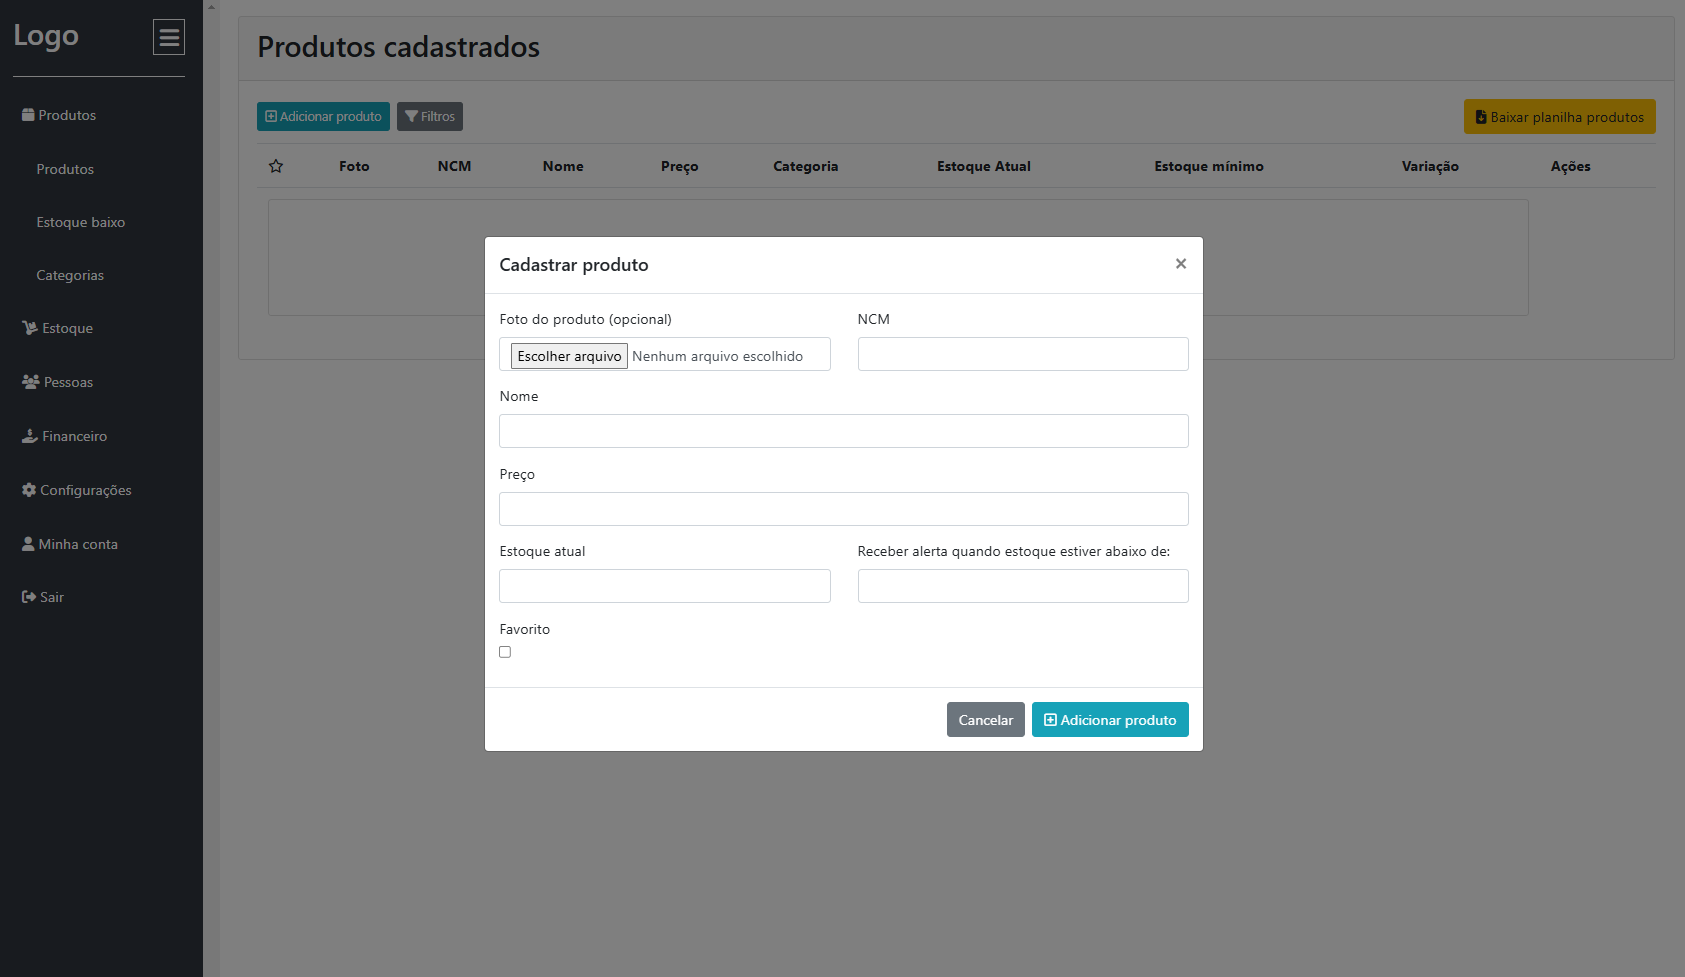 Logo
Produtos
Produtos
Estoque baixo
Categorias
Estoque
Pessoas
Financeiro
Configurações
Minha conta
Sair
Produtos cadastrados
Adicionar produto Filtros Baixar planilha produtos
Foto NCM Nome Preço Categoria Estoque Atual Estoque mínimo Variação Ações
Cadastrar produto ×
Foto do produto (opcional) NCM
Escolher arquivo Nenhum arquivo escolhido
Nome
Preço
Estoque atual Receber alerta quando estoque estiver abaixo de:
Favorito
Cancelar Adicionar produto